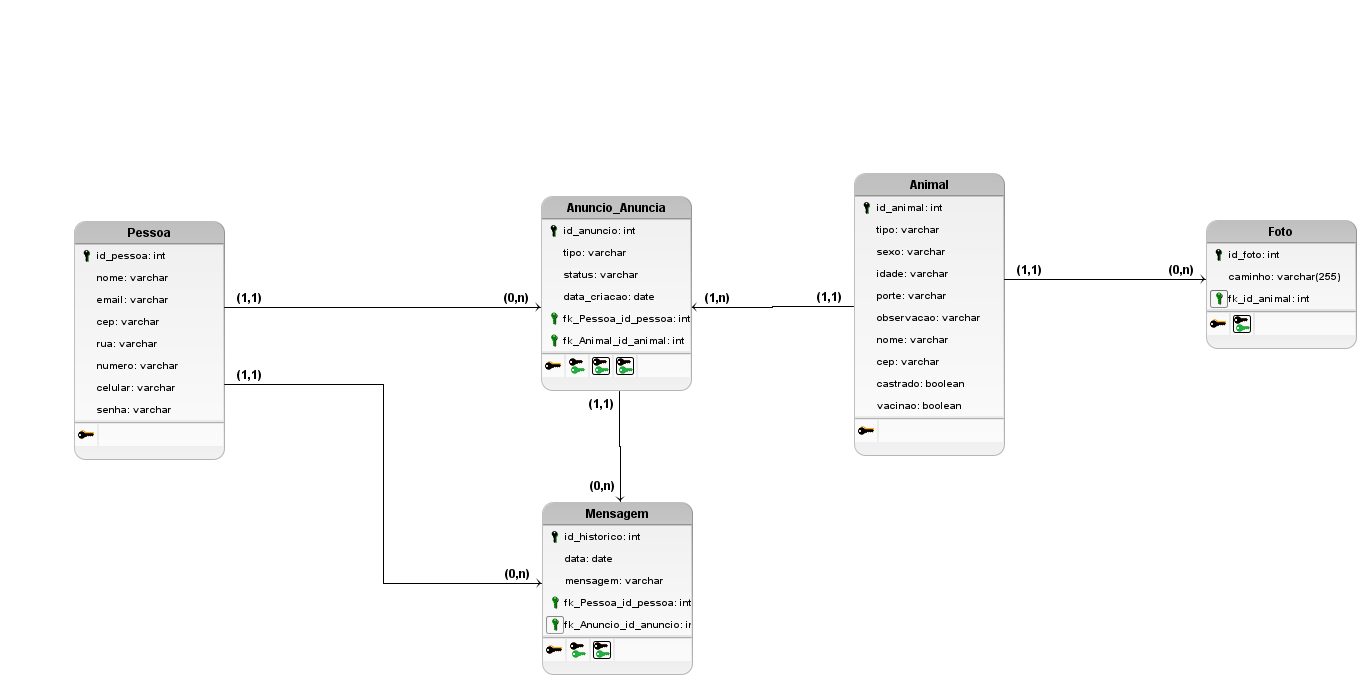 Pessoa
id_pessoa: int
nome: varchar
email: varchar
cep: varchar
rua: varchar
numero: varchar
celular: varchar
senha: varchar
(1,1)
(0,n)
(1,1)
(0,n)
Anuncio_Anuncia
id_anuncio: int
tipo: varchar
status: varchar
data_criacao: date
fk_Pessoa_id_pessoa: int
fk_Animal_id_animal: int
(1,n)
(1,1)
(1,1)
(0,n)
Mensagem
id_historico: int
data: date
mensagem: varchar
fk_Pessoa_id_pessoa: int
fk_Anuncio_id_anuncio: in
Animal
id_animal: int
tipo: varchar
sexo: varchar
idade: varchar
porte: varchar
observacao: varchar
nome: varchar
cep: varchar
castrado: boolean
vacinao: boolean
(1,1)
(0,n)
Foto
id_foto: int
caminho: varchar(255)
fk_id_animal: int